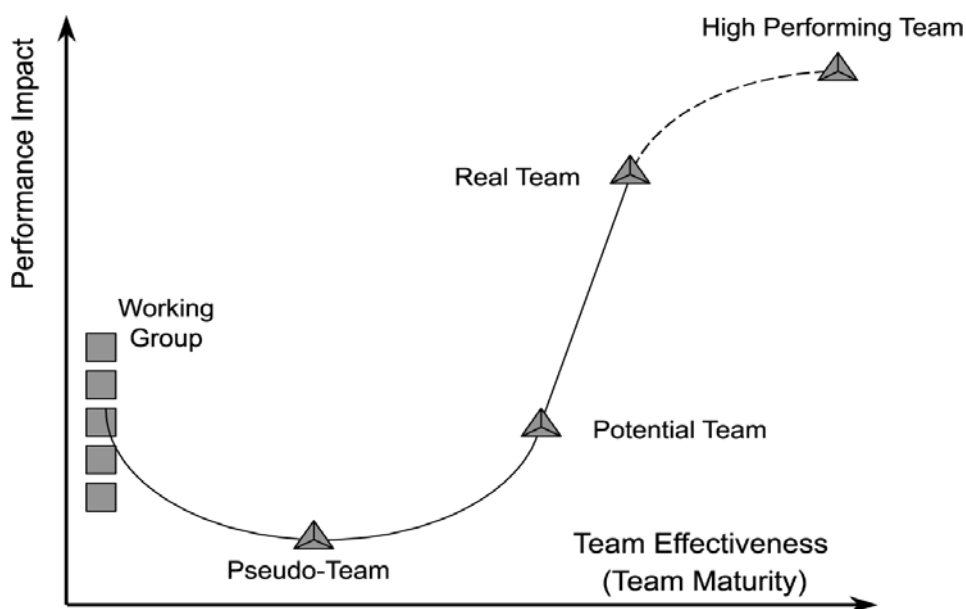 High Performing Team
Performance Impact
Real Team
Working
Group
Potential Team
Team Effectiveness
(Team Maturity)
Pseudo-Team